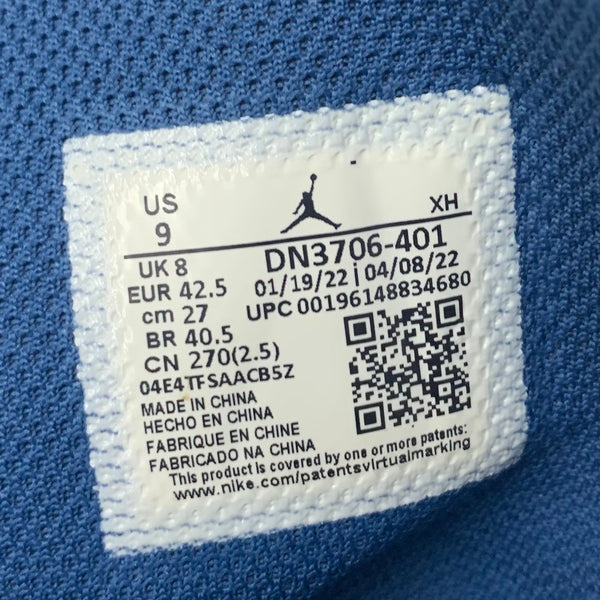 US
9
XH
UK 8
DN3706-401
EUR 42.5
01/19/22 | 04/08/22
cm 27
UPC 00196148834680
BR 40.5
CN 270(2.5)
04E4TFSAACB5Z
MADE IN CHINA
HECHO EN CHINA
FABRIQUE EN CHINE
FABRICADO NA CHINA
This product is covered by one or more patents:
www.nike.com/patentsvirtualmarking